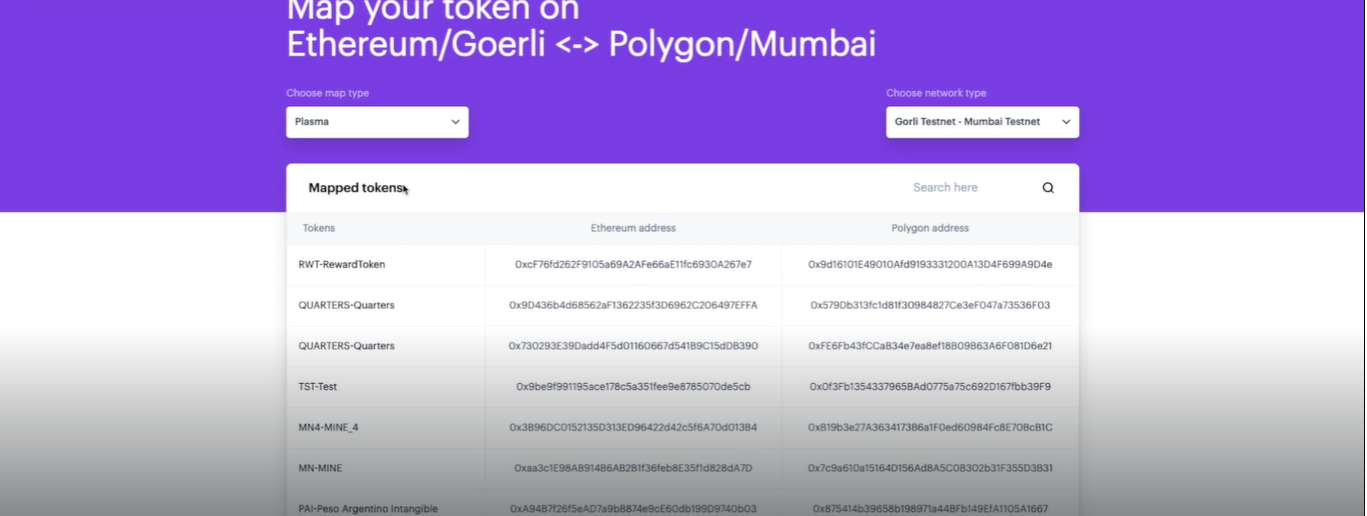 Map your token on
Ethereum/Goerli <-> Polygon/Mumbai
Choose map type
Choose network type
Plasma
Gorli Testnet - Mumbai Testnet
Mapped tokens
Search here
Tokens Ethereum address Polygon address
RWT-RewardToken 0xcF76fd262F9105a69A2AFe66aE11fc6930A267e7 0x9d16101E49010Afd9193331200A13D4F699A9D4e
QUARTERS-Quarters 0x9D436b4d68562aF1362235f3D6962C206497EFFA 0x579Db313fc1d81f30984827Ce3eF047a73536F03
QUARTERS-Quarters 0x730293E39Dadd4F5d01160667d541B9C15dDB390 0xFE6Fb43fCCaB34e7ea8ef18B09B63A6F081D6e21
TST-Test 0x9be9f991195ace178c5a351fee9e8785070de5cb 0x0f3Fb1354337965BAd0775a75c692D167fbb39F9
MN4-MINE_4 0x3B96DC0152135D313ED96422d42c5f6A70d013B4 0xB19b3e27A363417386a1F0ed60984Fc8E70BcB1C
MN-MINE 0xaa3c1E98AB914B6AB2B1f36feb8E35f1d828dA7D 0x7c9a610a15164D156Ad8A5C0B302b31F355D3B31
PAI-Peso Argentino Intangible 0xA94B7f26f5eAD7a9bB874e9cE60db199D9740b03 0x875414b39658b198971a44BFb149EfA1105A1667